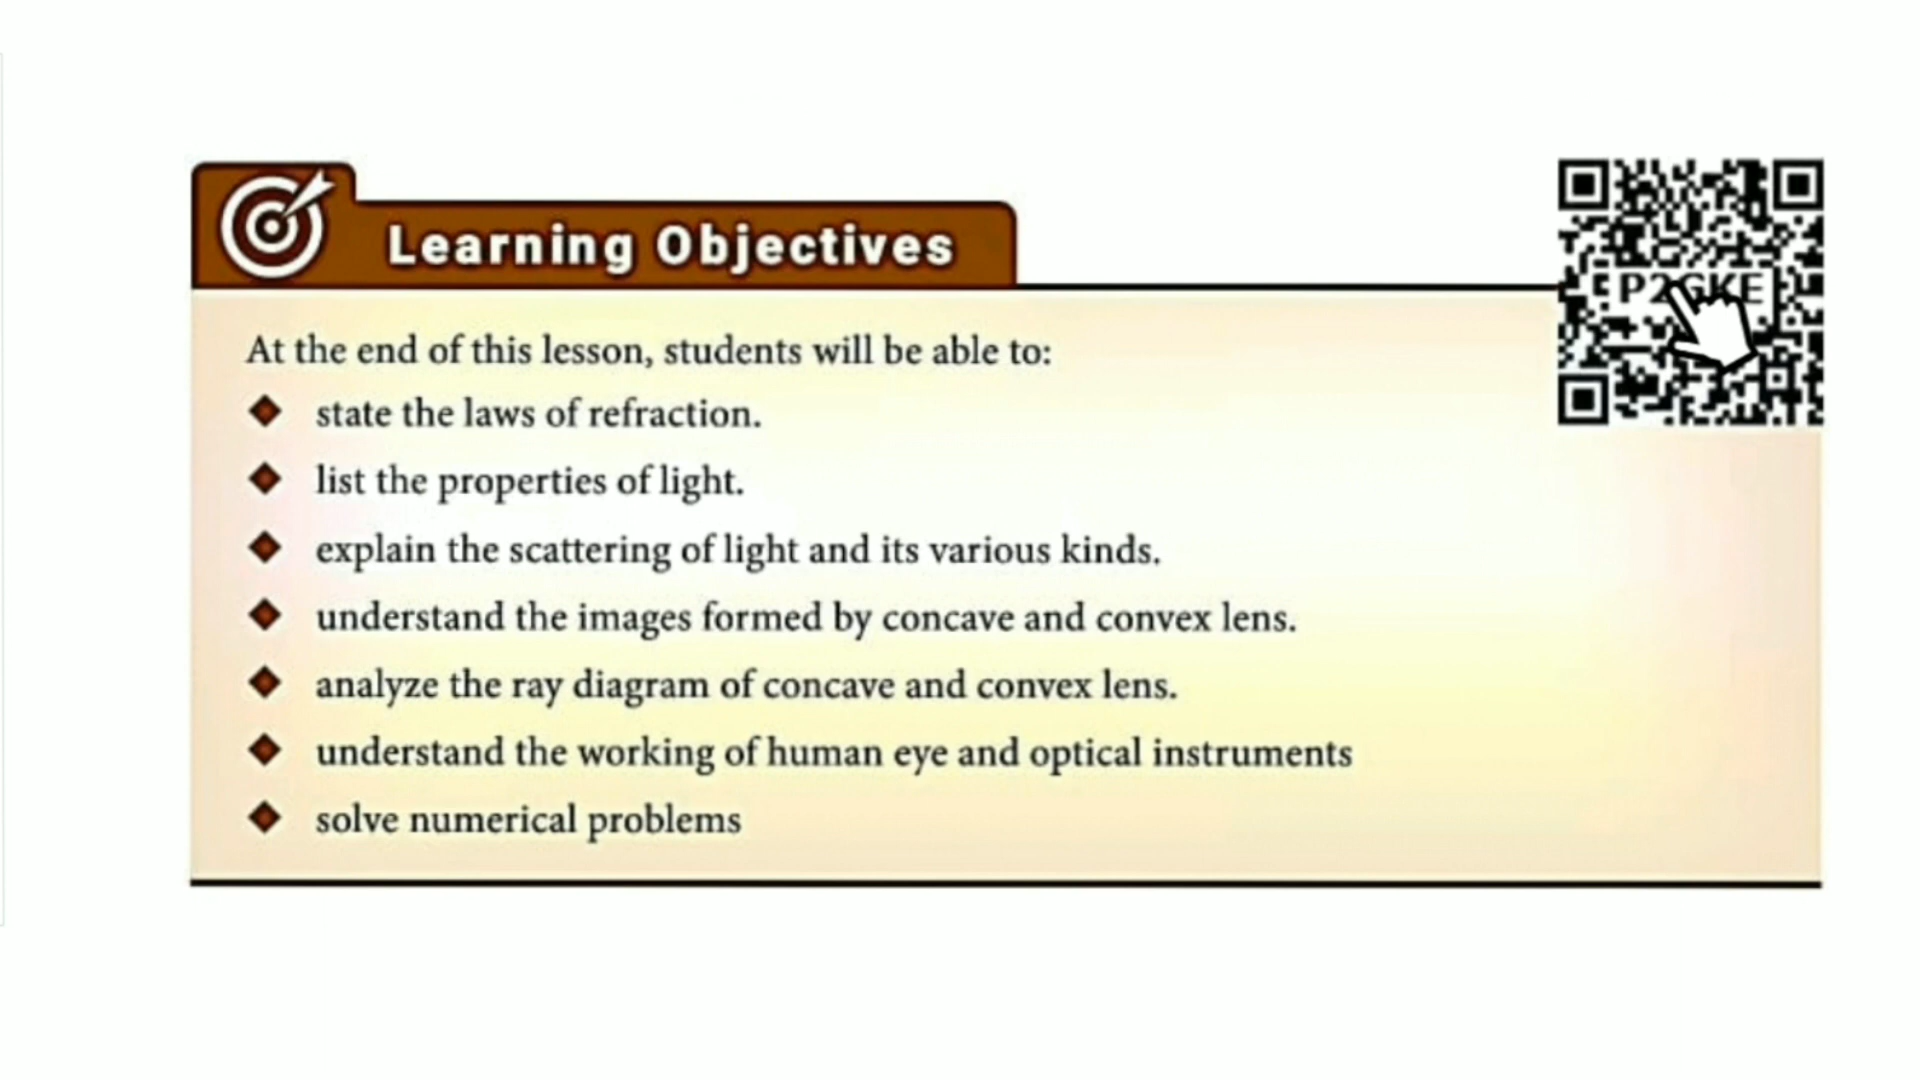 Learning Objectives
At the end of this lesson, students will be able to:
state the laws of refraction.
list the properties of light.
explain the scattering of light and its various kinds.
understand the images formed by concave and convex lens.
analyze the ray diagram of concave and convex lens.
understand the working of human eye and optical instruments
solve numerical problems